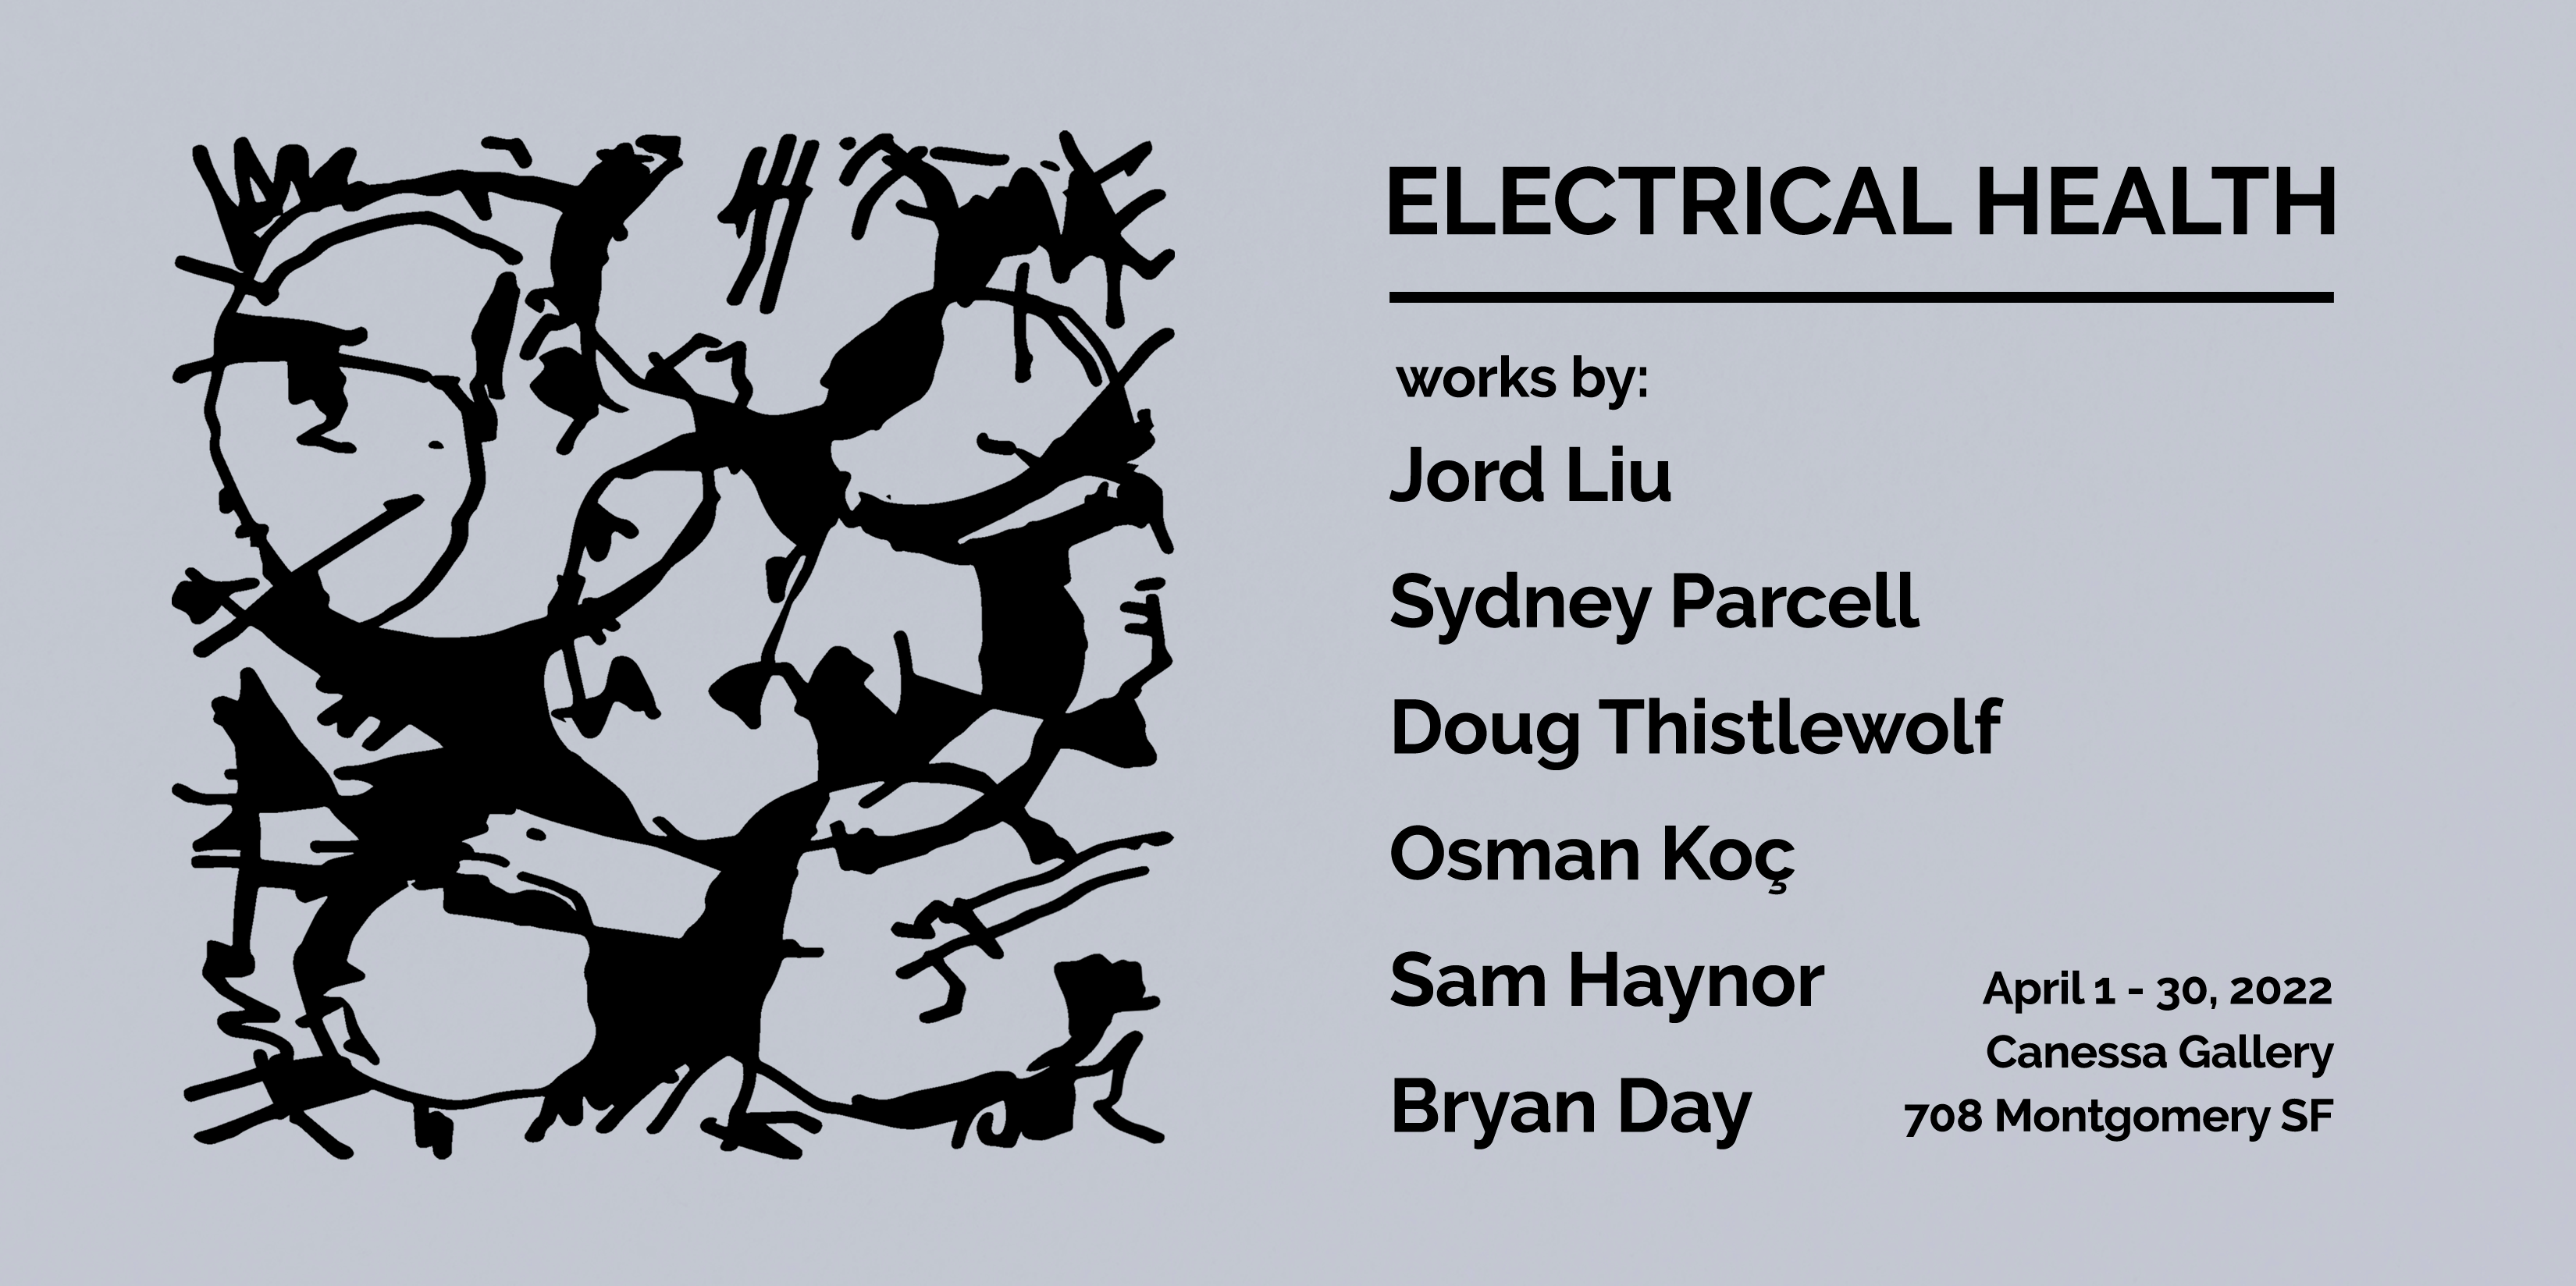 ELECTRICAL HEALTH
works by:
Jord Liu
Sydney Parcell
Doug Thistlewolf
Osman Koç
Sam Haynor
Bryan Day
April 1 - 30, 2022
Canessa Gallery
708 Montgomery SF